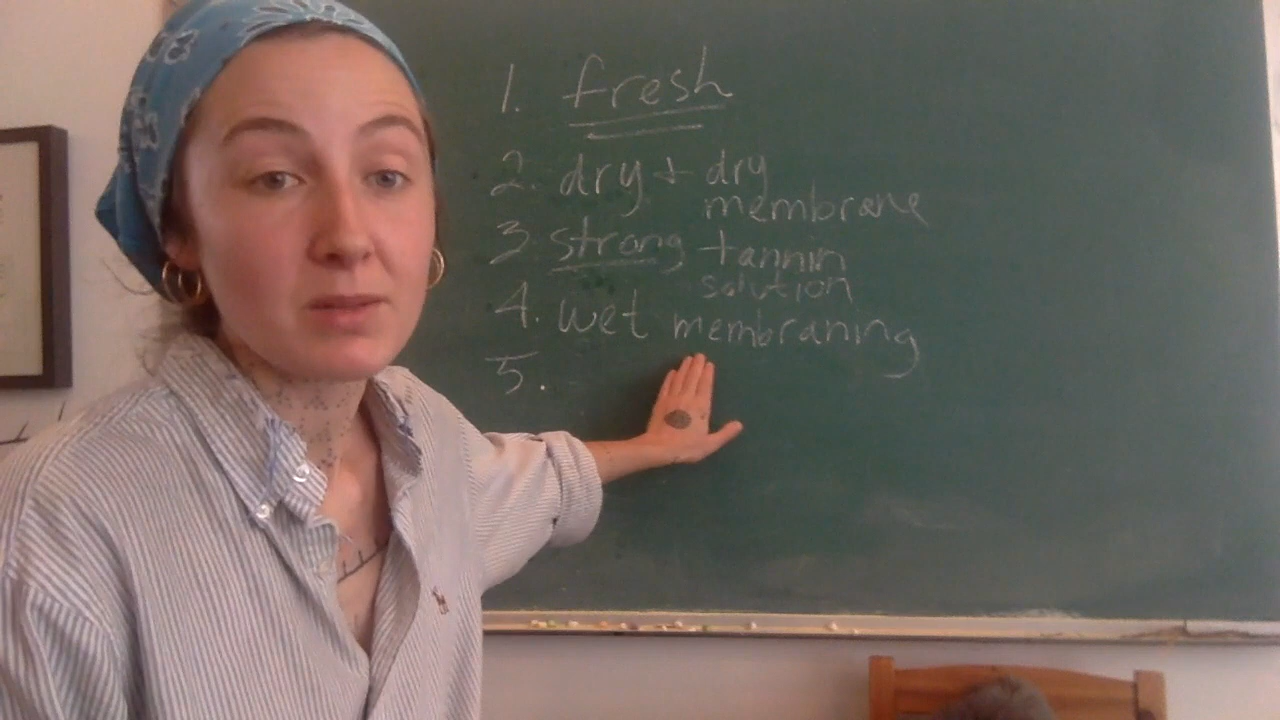 1. fresh
2. dry + dry
membrane
3. strong tannin
solution
4. wet membraning
5.